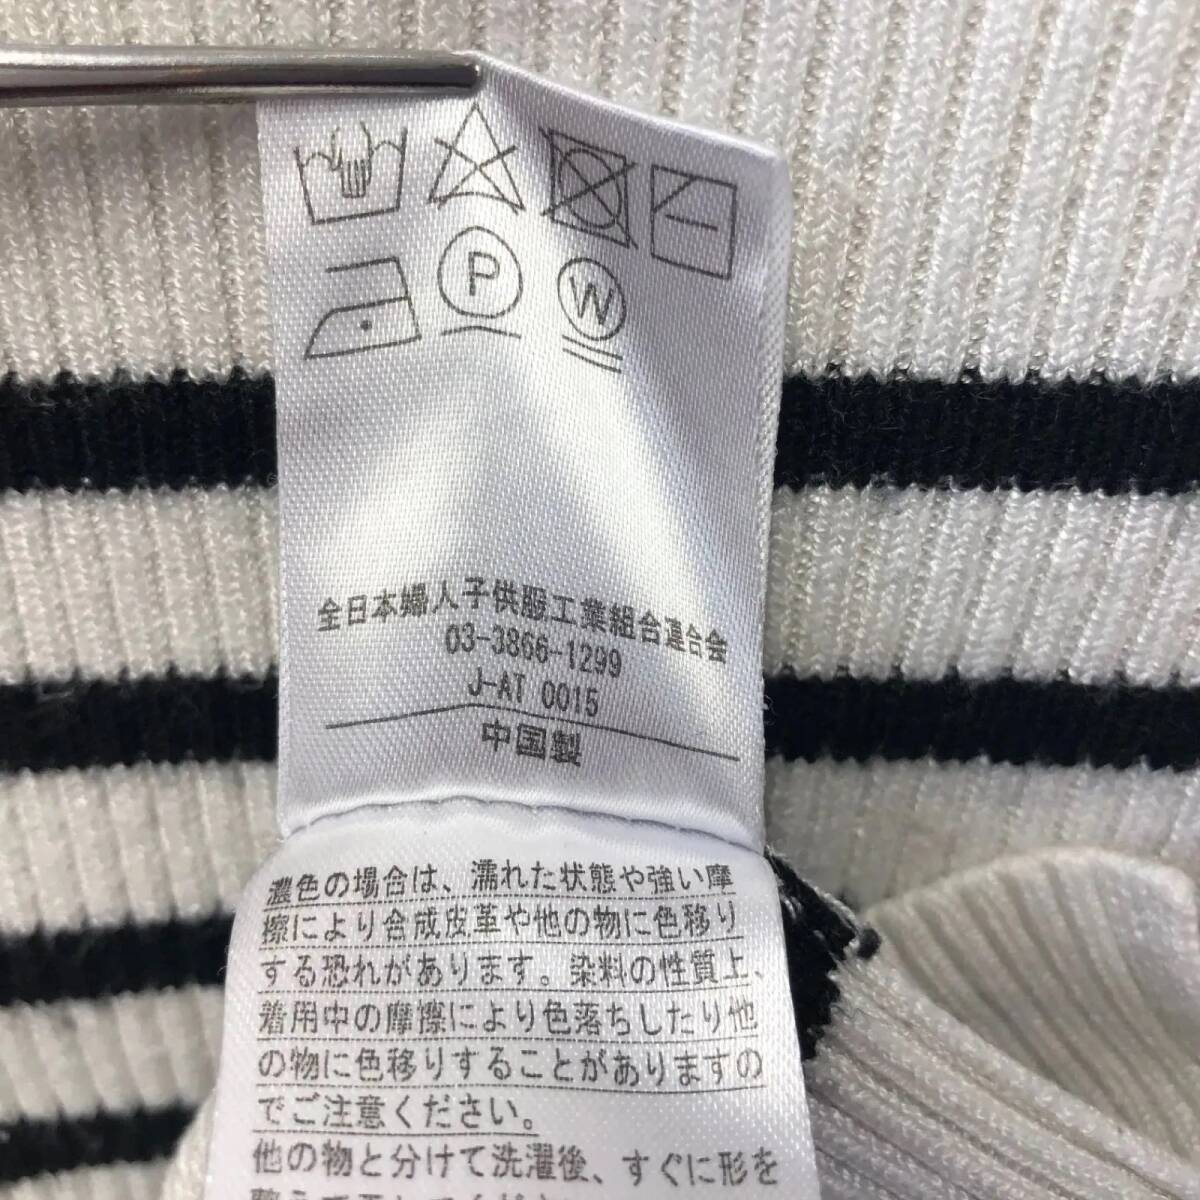 P
W
全日本婦人子供服工業組合連合会
03-3866-1299
J-AT 0015
中国製
濃色の場合は、濡れた状態や強い摩
擦により合成皮革や他の物に色移り
する恐れがあります。染料の性質上、
着用中の摩擦により色落ちしたり他
の物に色移りすることがありますの
でご注意ください。
他の物と分けて洗濯後、すぐに形を